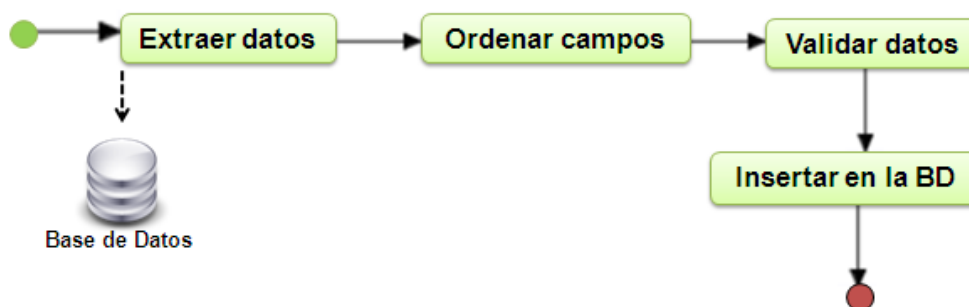 Extraer datos
Ordenar campos
Validar datos
Insertar en la BD
Base de Datos